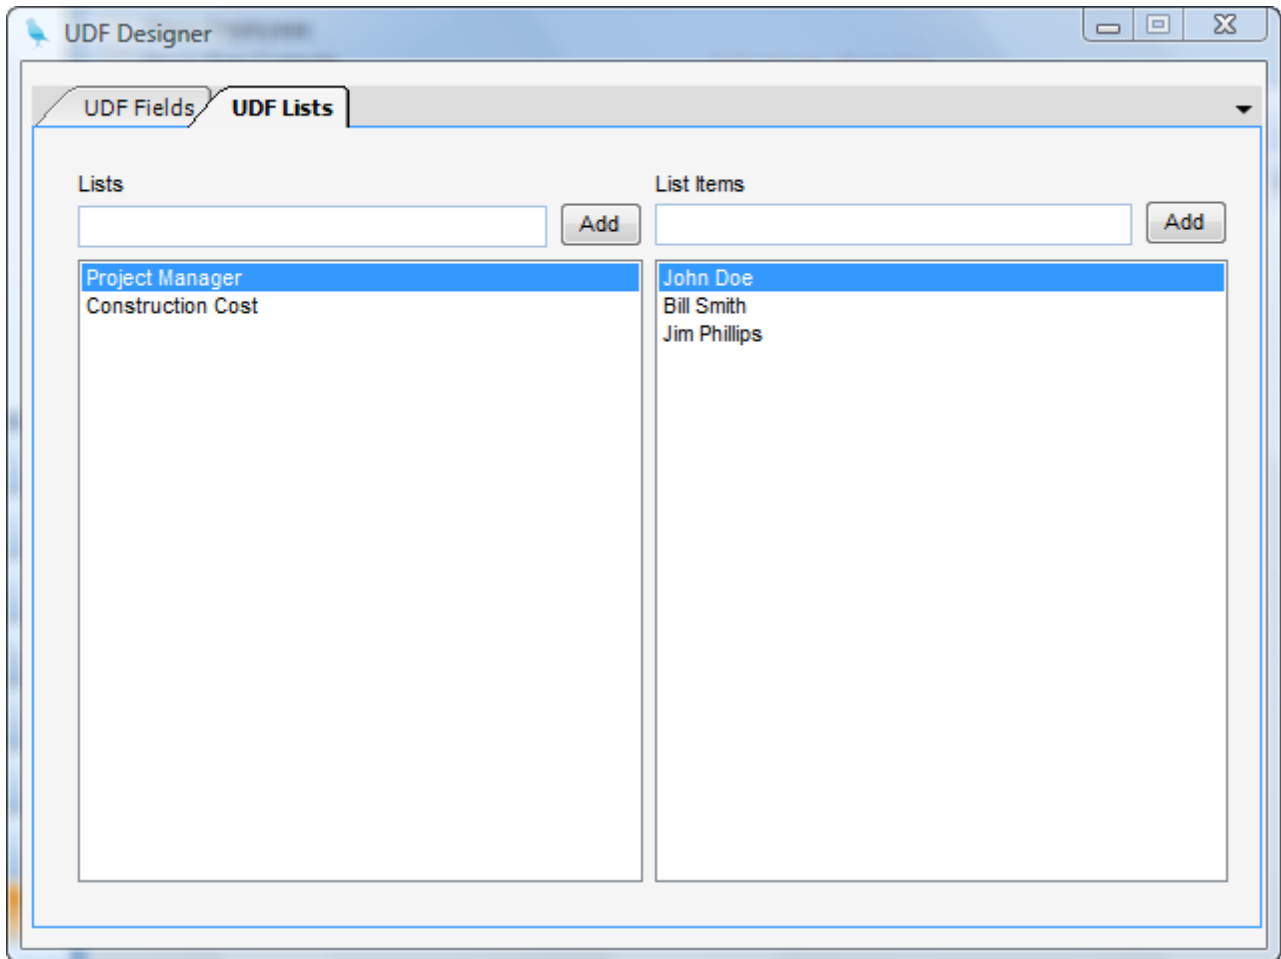 UDF Designer
UDF Fields
UDF Lists
Lists
List Items
Add
Add
Project Manager
Construction Cost
John Doe
Bill Smith
Jim Phillips